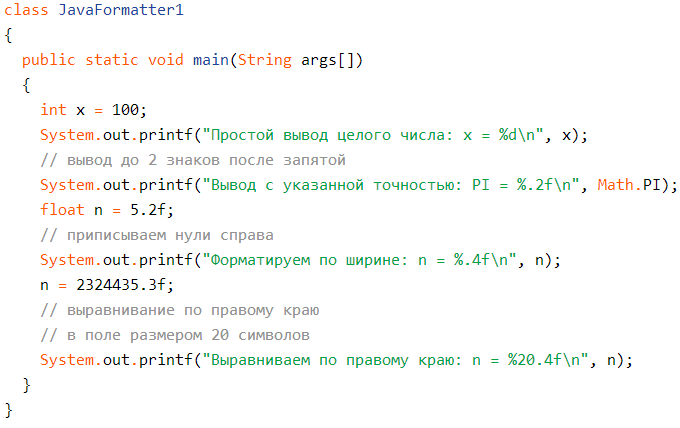 class JavaFormatter1
{
  public static void main(String args[])
  {
    int x = 100;
    System.out.printf("Простой вывод целого числа: x = %d\n", x);
    // вывод до 2 знаков после запятой
    System.out.printf("Вывод с указанной точностью: PI = %.2f\n", Math.PI);
    float n = 5.2f;
    // приписываем нули справа
    System.out.printf("Форматируем по ширине: n = %.4f\n", n);
    n = 2324435.3f;
    // выравнивание по правому краю
    // в поле размером 20 символов
    System.out.printf("Выравниваем по правому краю: n = %20.4f\n", n);
  }
}